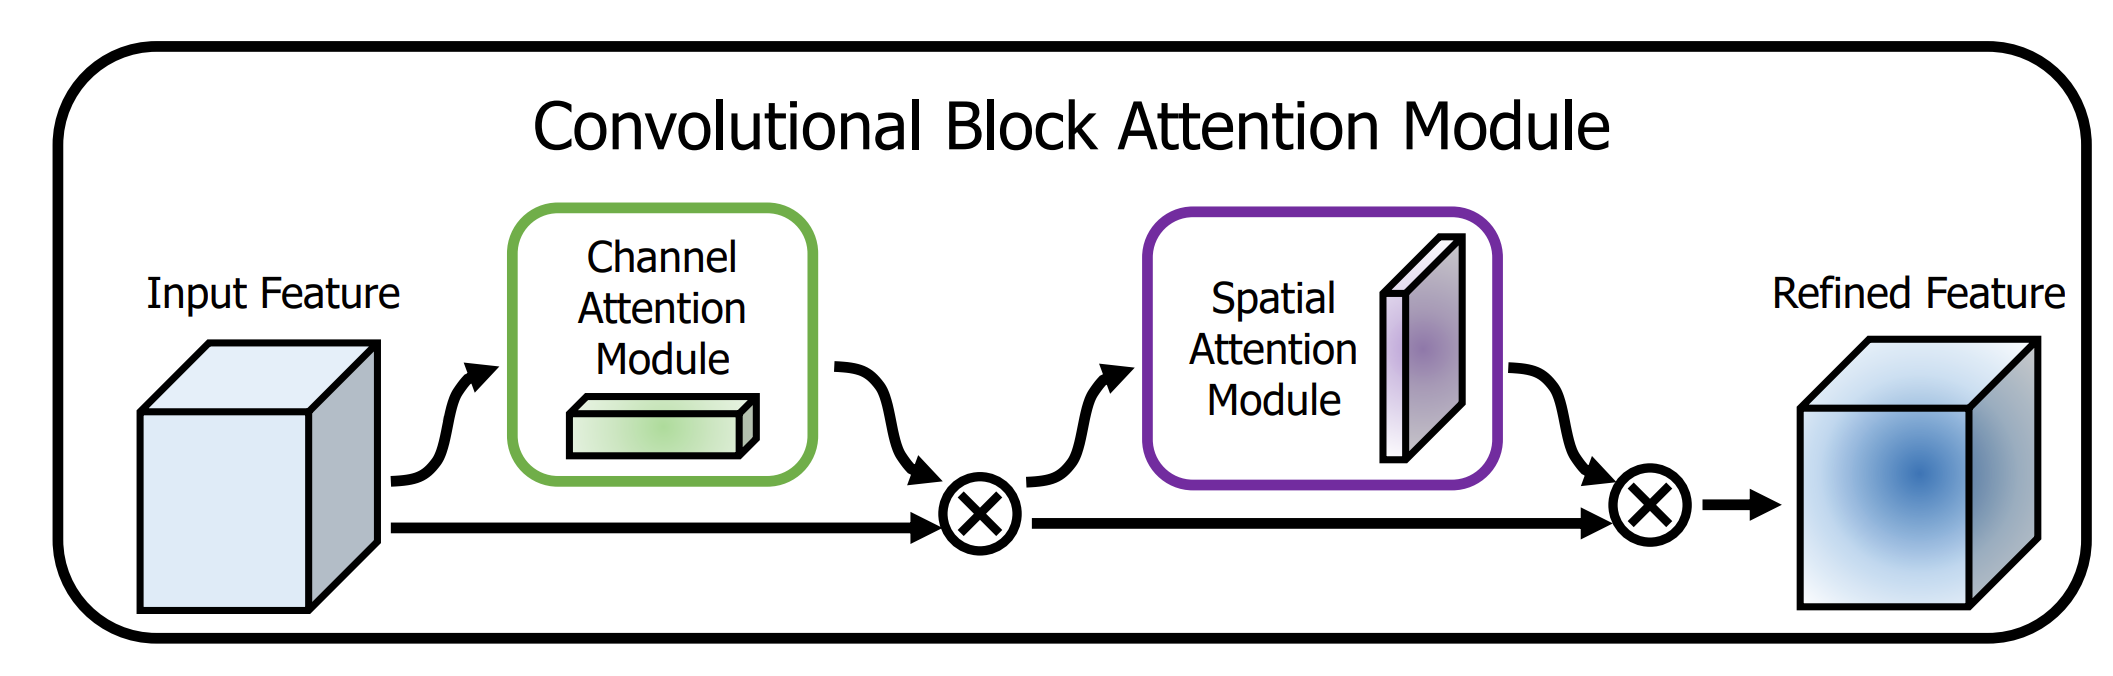 Convolutional Block Attention Module
Input Feature
Channel
Attention
Module
Spatial
Attention
Module
Refined Feature